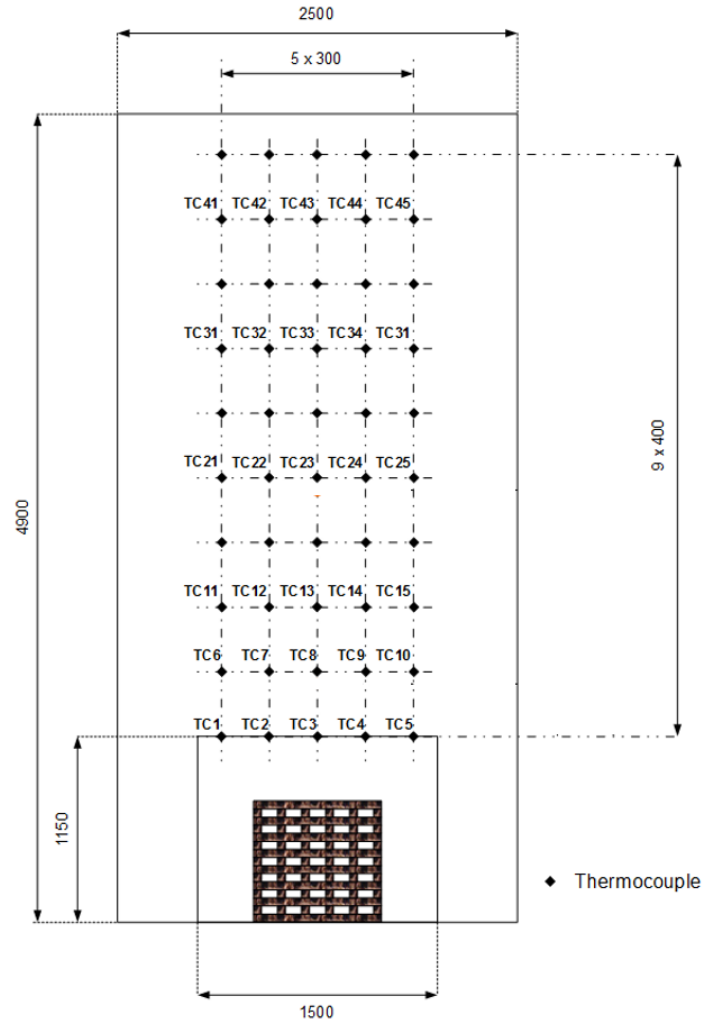 2500
5 x 300
TC41 TC42 TC43 TC44 TC45
TC31 TC32 TC33 TC34 TC31
9 x 400
TC21 TC22 TC23 TC24 TC25
4900
TC11 TC12 TC13 TC14 TC15
TC6 TC7 TC8 TC9 TC10
TC1 TC2 TC3 TC4 TC5
1150
Thermocouple
1500